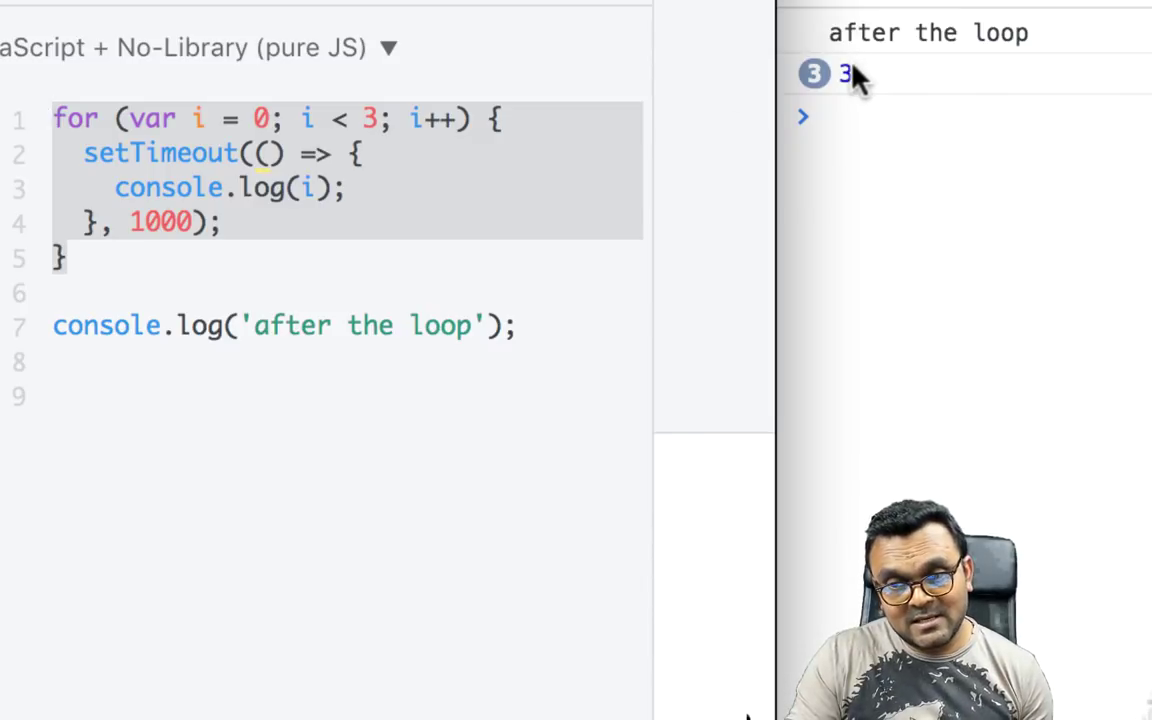 aScript + No-Library (pure JS) ▼
1 for (var i = 0; i < 3; i++) {
2 setTimeout(() => {
3 console.log(i);
4 }, 1000);
5 }
6
7 console.log('after the loop');
8
9
after the loop
3 3
>